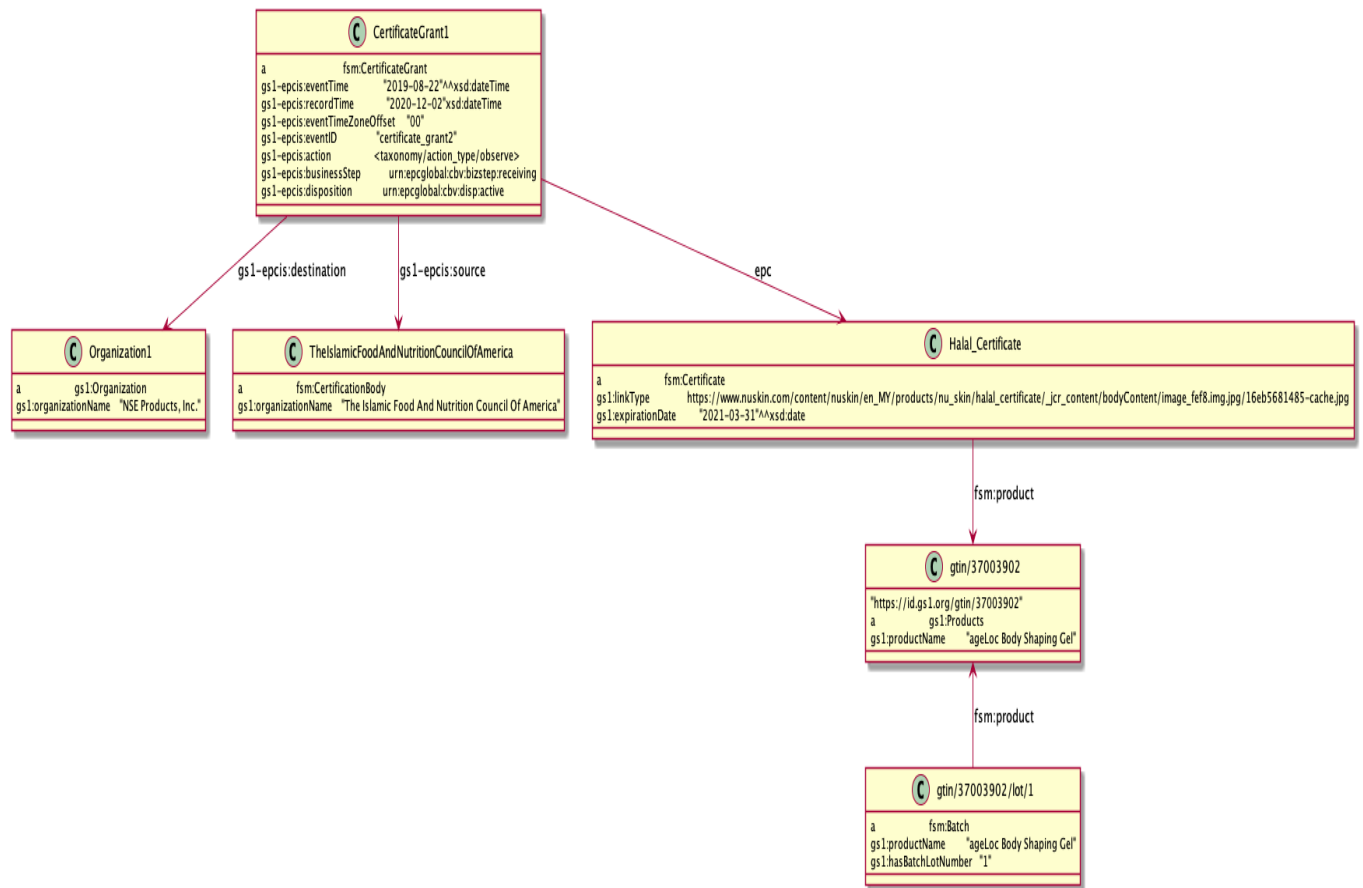 C CertificateGrant1
a fsm:CertificateGrant
gs1-epcis:eventTime "2019-08-22"^^xsd:dateTime
gs1-epcis:recordTime "2020-12-02"xsd:dateTime
gs1-epcis:eventTimeZoneOffset "00"
gs1-epcis:eventID "certificate_grant2"
gs1-epcis:action <taxonomy/action_type/observe>
gs1-epcis:businessStep urn:epcglobal:cbv:bizstep:receiving
gs1-epcis:disposition urn:epcglobal:cbv:disp:active
gs1-epcis:destination
gs1-epcis:source
epc
C Organization1
a gs1:Organization
gs1:organizationName "NSE Products, Inc."
C TheIslamicFoodAndNutritionCouncilOfAmerica
a fsm:CertificationBody
gs1:organizationName "The Islamic Food And Nutrition Council Of America"
C Halal_Certificate
a fsm:Certificate
gs1:linkType https://www.nuskin.com/content/nuskin/en_MY/products/nu_skin/halal_certificate/_jcr_content/bodyContent/image_fef8.img.jpg/16eb5681485-cache.jpg
gs1:expirationDate "2021-03-31"^^xsd:date
fsm:product
C gtin/37003902
"https://id.gs1.org/gtin/37003902"
a gs1:Products
gs1:productName "ageLoc Body Shaping Gel"
fsm:product
C gtin/37003902/lot/1
a fsm:Batch
gs1:productName "ageLoc Body Shaping Gel"
gs1:hasBatchLotNumber "1"